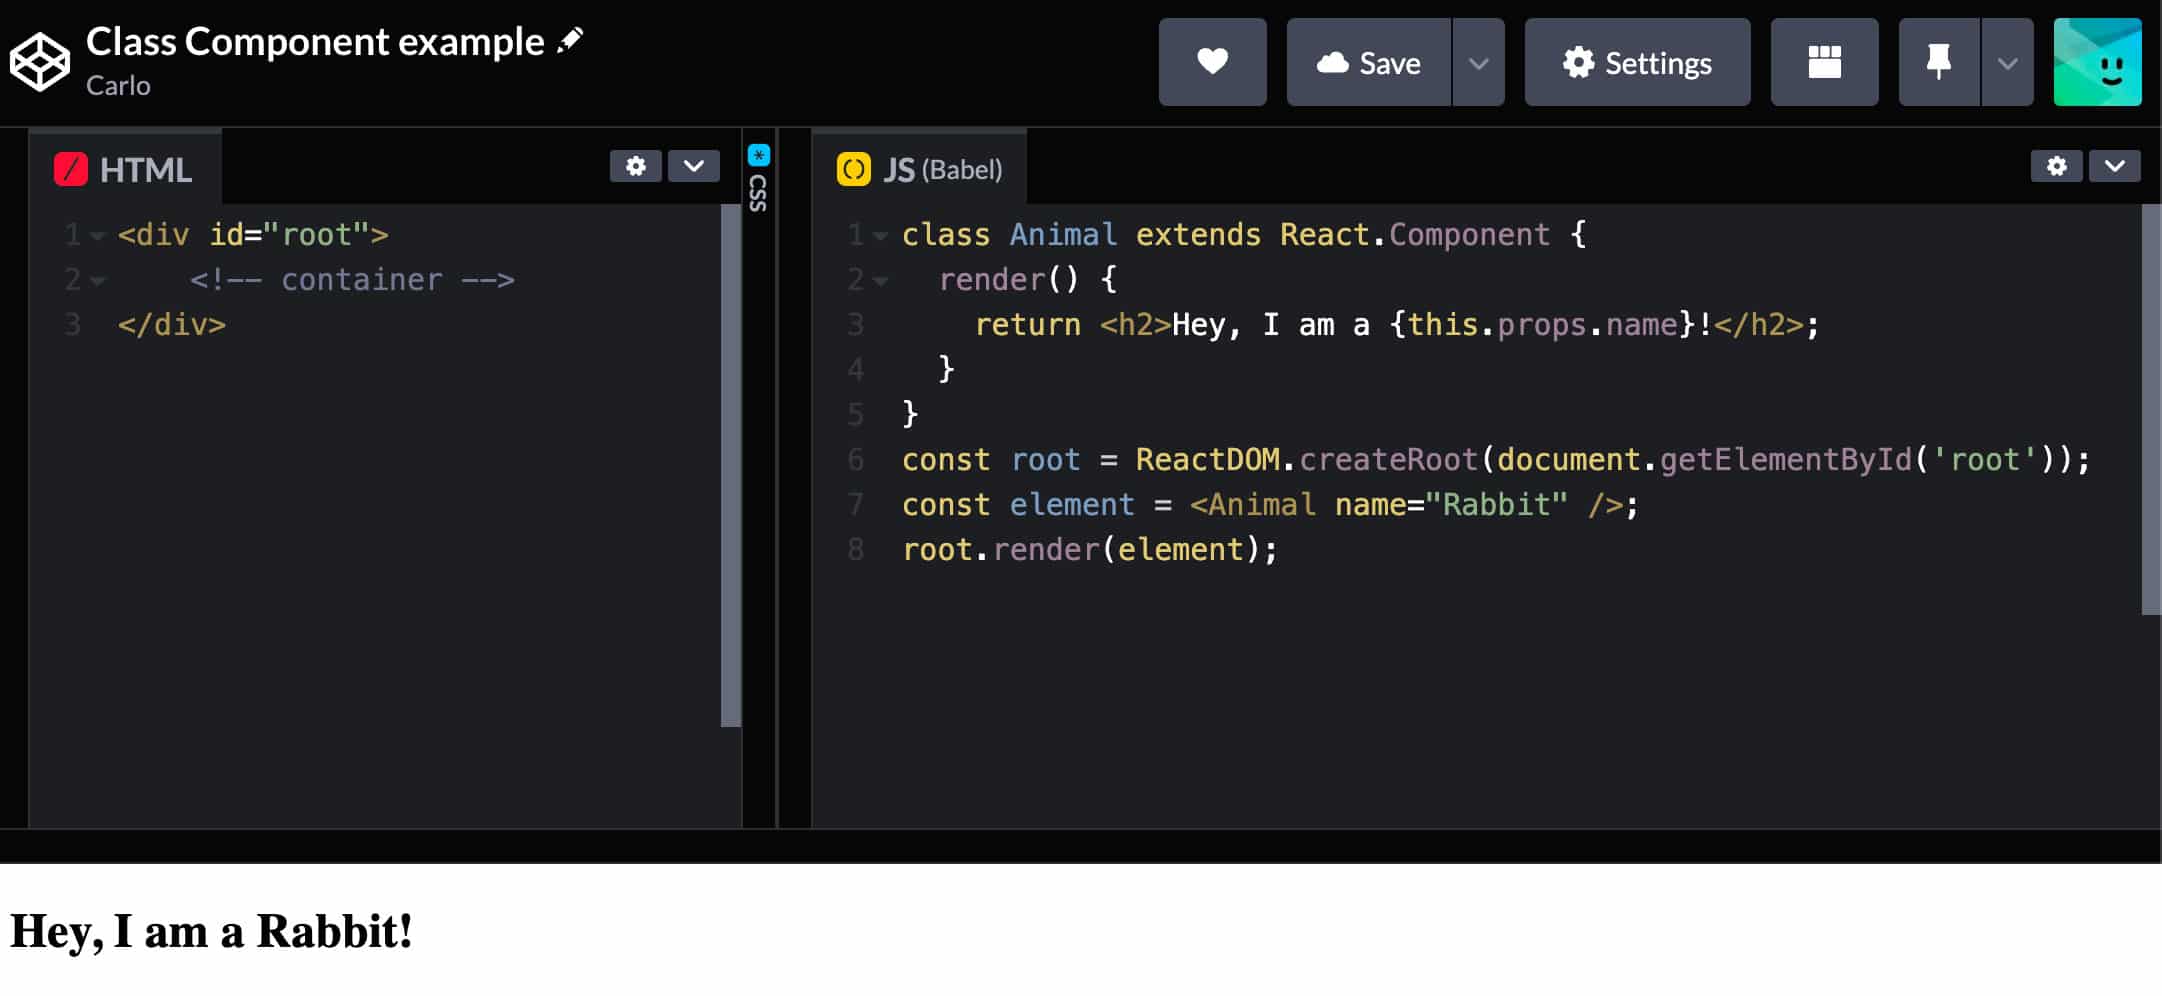 Class Component example
Carlo
Save
Settings
HTML
CSS
JS (Babel)
1 <div id="root">
2     <!-- container -->
3 </div>
1 class Animal extends React.Component {
2   render() {
3     return <h2>Hey, I am a {this.props.name}!</h2>;
4   }
5 }
6 const root = ReactDOM.createRoot(document.getElementById('root'));
7 const element = <Animal name="Rabbit" />;
8 root.render(element);
Hey, I am a Rabbit!